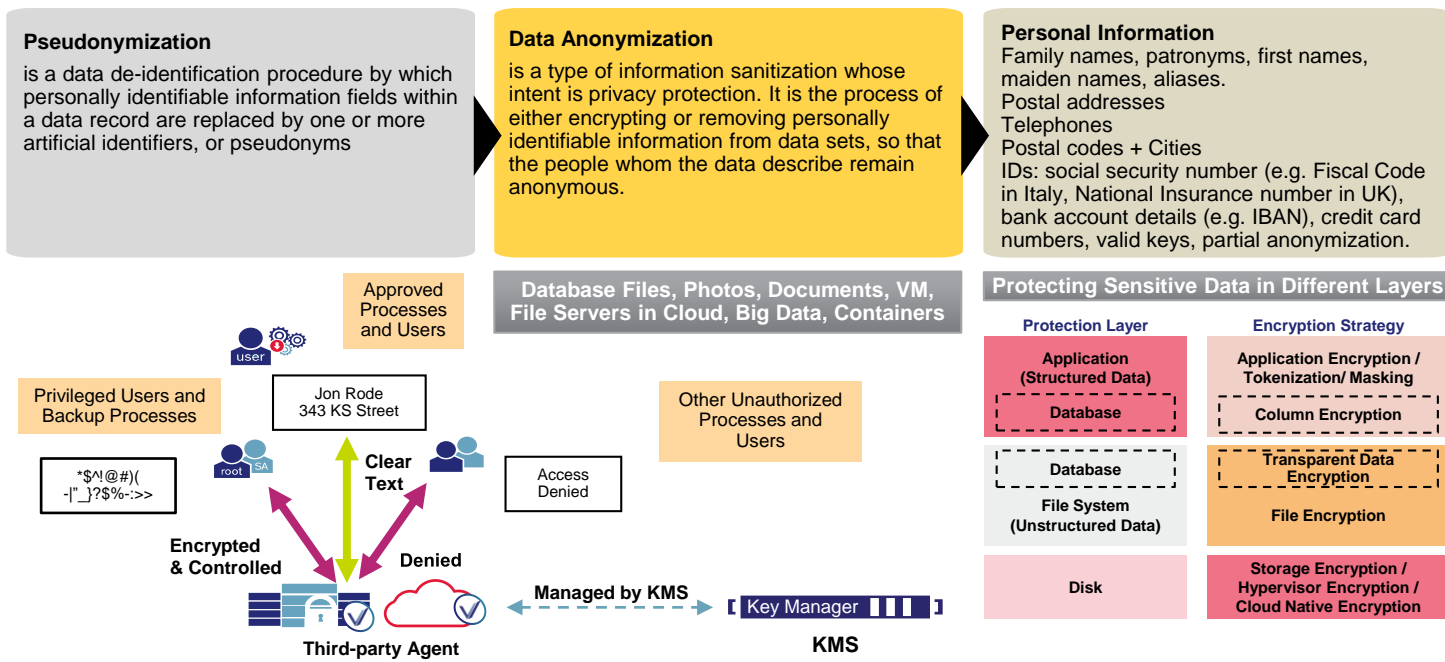 Pseudonymization
is a data de-identification procedure by which
personally identifiable information fields within
a data record are replaced by one or more
artificial identifiers, or pseudonyms
Data Anonymization
is a type of information sanitization whose
intent is privacy protection. It is the process of
either encrypting or removing personally
identifiable information from data sets, so that
the people whom the data describe remain
anonymous.
Personal Information
Family names, patronyms, first names,
maiden names, aliases.
Postal addresses
Telephones
Postal codes + Cities
IDs: social security number (e.g. Fiscal Code
in Italy, National Insurance number in UK),
bank account details (e.g. IBAN), credit card
numbers, valid keys, partial anonymization.
Approved
Processes
and Users
user
Privileged Users and
Backup Processes
Jon Rode
343 KS Street
root
SA
*$^!@#)(
-|"_}?$%-:>>
Clear
Text
Access
Denied
Encrypted
& Controlled
Denied
Third-party Agent
Managed by KMS
Key Manager
KMS
Database Files, Photos, Documents, VM,
File Servers in Cloud, Big Data, Containers
Other Unauthorized
Processes and
Users
Protecting Sensitive Data in Different Layers
Protection Layer
Encryption Strategy
Application
(Structured Data)
Database
Application Encryption /
Tokenization/ Masking
Column Encryption
Database
File System
(Unstructured Data)
Transparent Data
Encryption
File Encryption
Disk
Storage Encryption /
Hypervisor Encryption /
Cloud Native Encryption